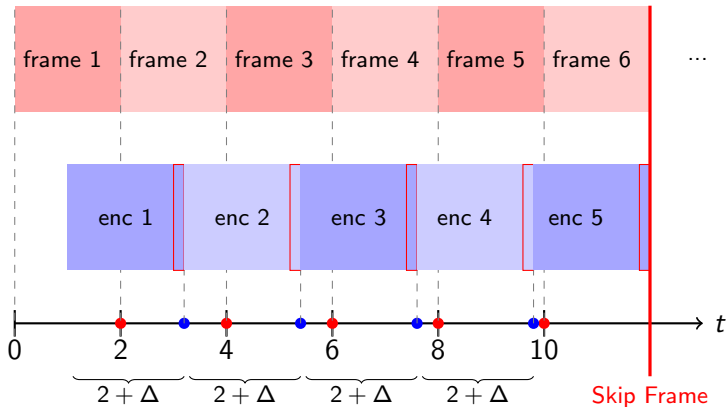 frame 1 frame 2 frame 3 frame 4 frame 5 frame 6 ...
enc 1 enc 2 enc 3 enc 4 enc 5
t
0 2 4 6 8 10
2 + Δ 2 + Δ 2 + Δ 2 + Δ Skip Frame